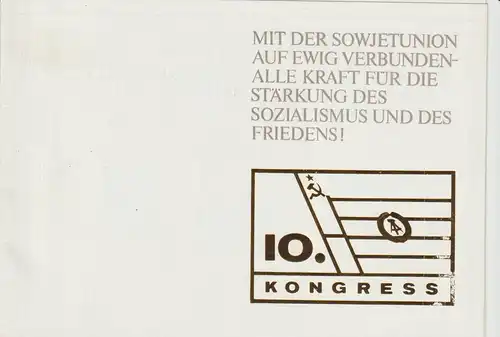 MIT DER SOWJETUNION
AUF EWIG VERBUNDEN-
ALLE KRAFT FÜR DIE
STÄRKUNG DES
SOZIALISMUS UND DES
FRIEDENS!
10.
KONGRESS